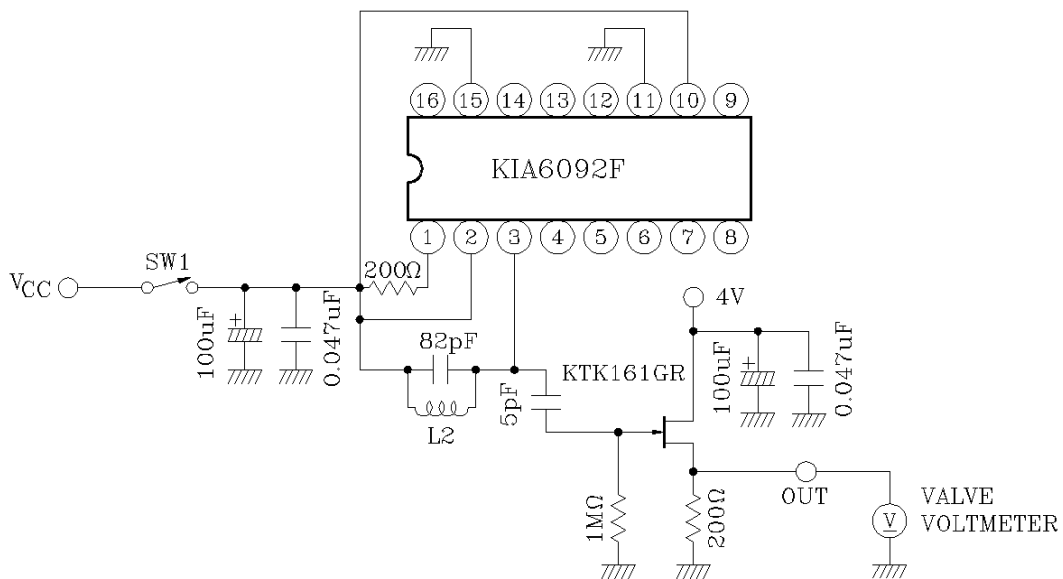 16 15 14 13 12 11 10 9
KIA6092F
1 2 3 4 5 6 7 8
VCC
SW1
200Ω
100uF
+
0.047uF
82pF
L2
5pF
KTK161GR
4V
100uF
+
0.047uF
1MΩ
200Ω
OUT
V
VALVE
VOLTMETER